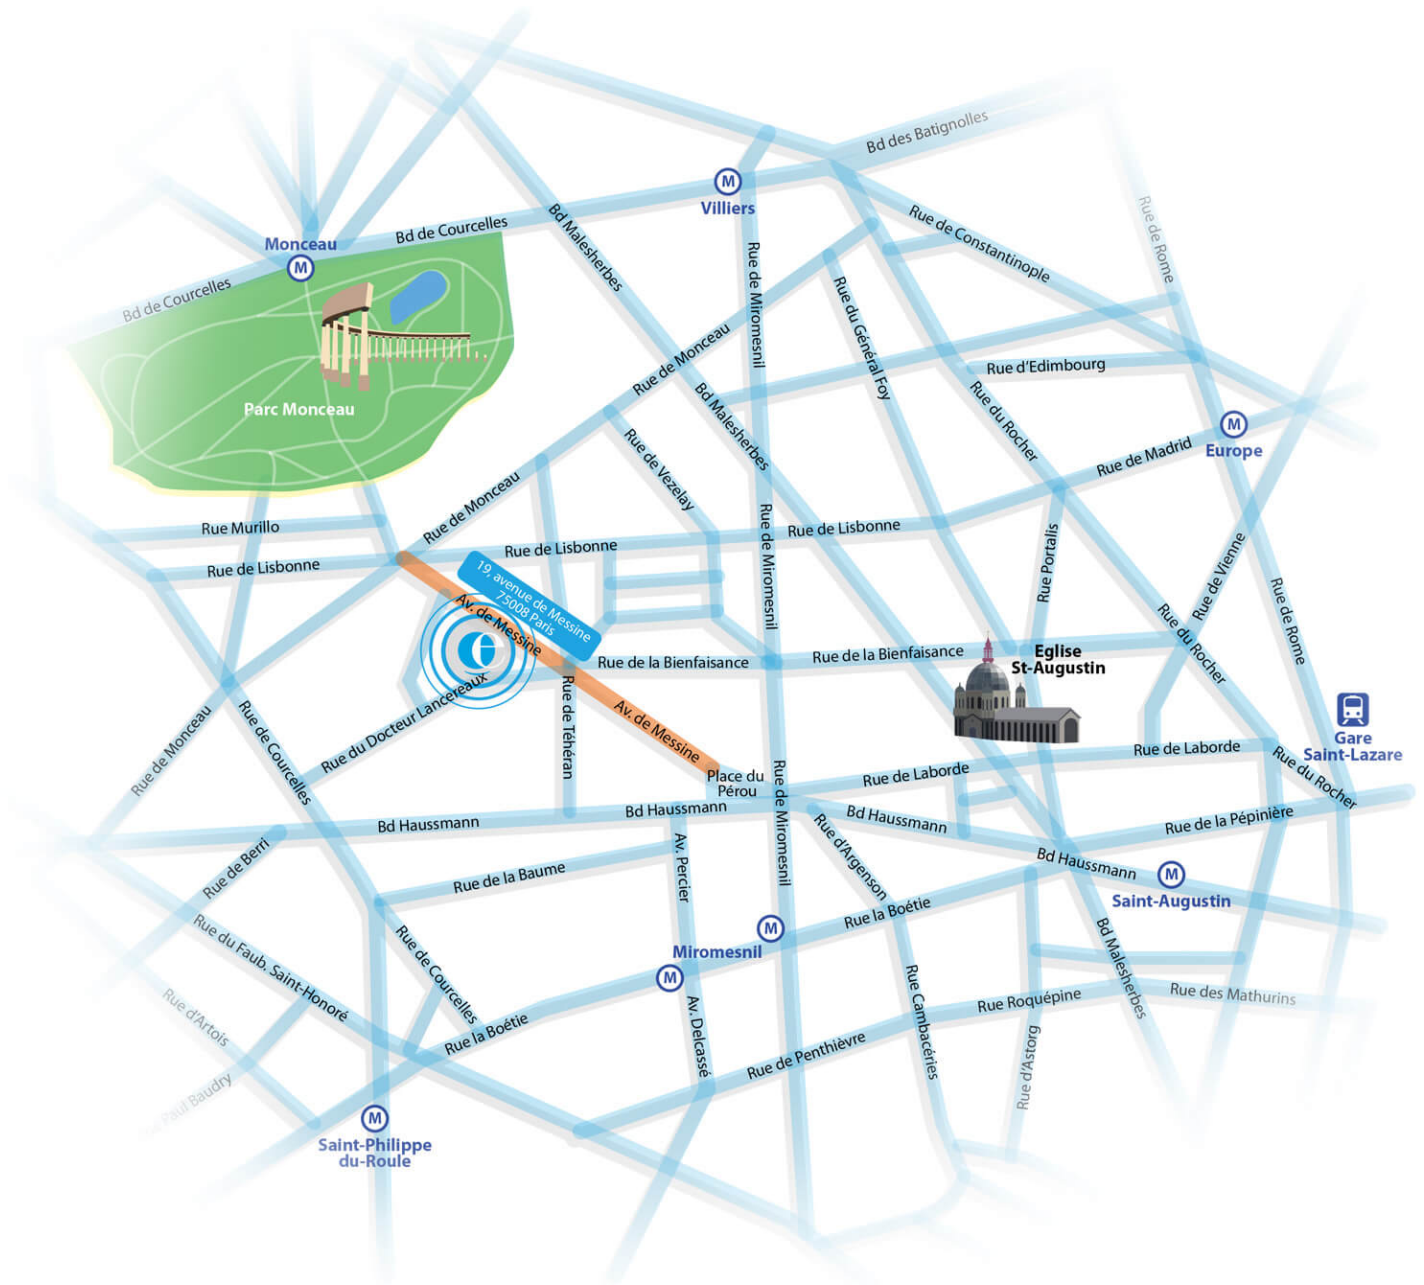 Bd des Batignolles
M
Villiers
Rue de Constantinople
Rue de Rome
Bd Malesherbes
Bd de Courcelles
Monceau
M
Bd de Courcelles
Rue de Miromesnil
Rue du Général Foy
Rue de Monceau
Rue d'Edimbourg
Parc Monceau
Bd Malesherbes
Rue du Rocher
M
Europe
Rue de Madrid
Rue de Vezelay
Rue de Monceau
Rue Murillo
Rue de Lisbonne
Rue de Lisbonne
Rue de Lisbonne
Rue de Miromesnil
Rue Portalis
Rue de Vienne
Rue de Rome
19, avenue de Messine
75008 Paris
Av. de Messine
e
Rue de la Bienfaisance
Rue de la Bienfaisance
Eglise
St-Augustin
Rue du Rocher
Rue du Docteur Lancereaux
Rue de Téhéran
Av. de Messine
Rue de Monceau
Rue de Courcelles
Gare
Saint-Lazare
Rue de Laborde
Rue de Laborde
Rue du Rocher
Place du
Pérou
Rue de Miromesnil
Bd Haussmann
Bd Haussmann
Bd Haussmann
Rue de la Pépinière
Rue d'Argenson
Av. Percier
Rue de Berri
Rue de la Baume
Bd Haussmann
M
Saint-Augustin
Rue la Boétie
Rue du Faub. Saint-Honoré
Rue de Courcelles
M
Miromesnil
M
Bd Malesherbes
Rue d'Artois
Rue la Boétie
Av. Delcassé
Rue Cambacéries
Rue Roquépine
Rue des Mathurins
Rue de Penthièvre
Rue d'Astorg
Paul Baudry
M
Saint-Philippe
du-Roule